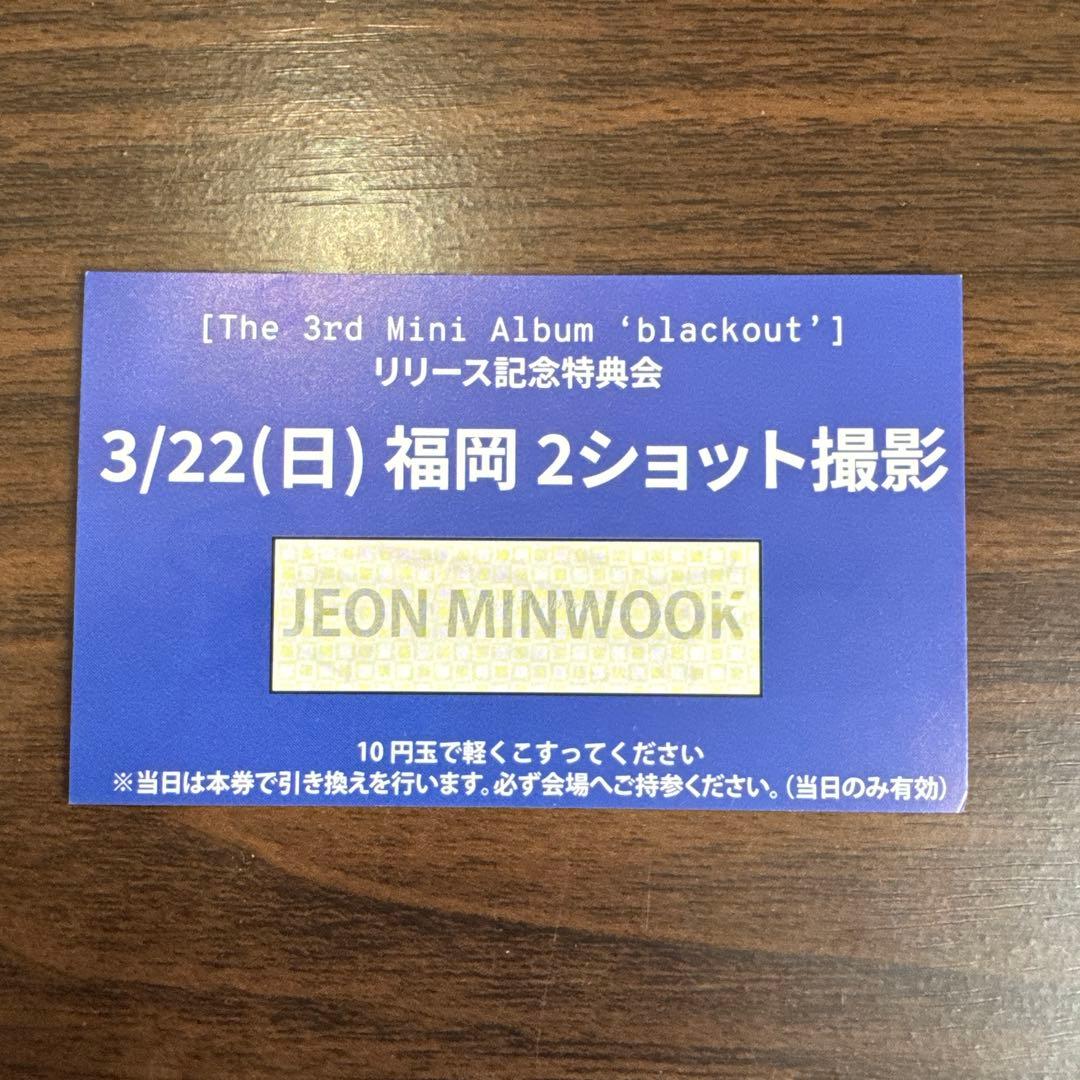 [The 3rd Mini Album ‘blackout’]
リリース記念特典会
3/22(日) 福岡 2ショット撮影
JEON MINWOOK
10円玉で軽くこすってください
※当日は本券で引き換えを行います。必ず会場へご持参ください。(当日のみ有効)